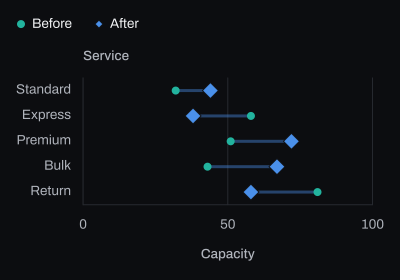 Before After
Service
Standard
Express
Premium
Bulk
Return
0 50 100
Capacity